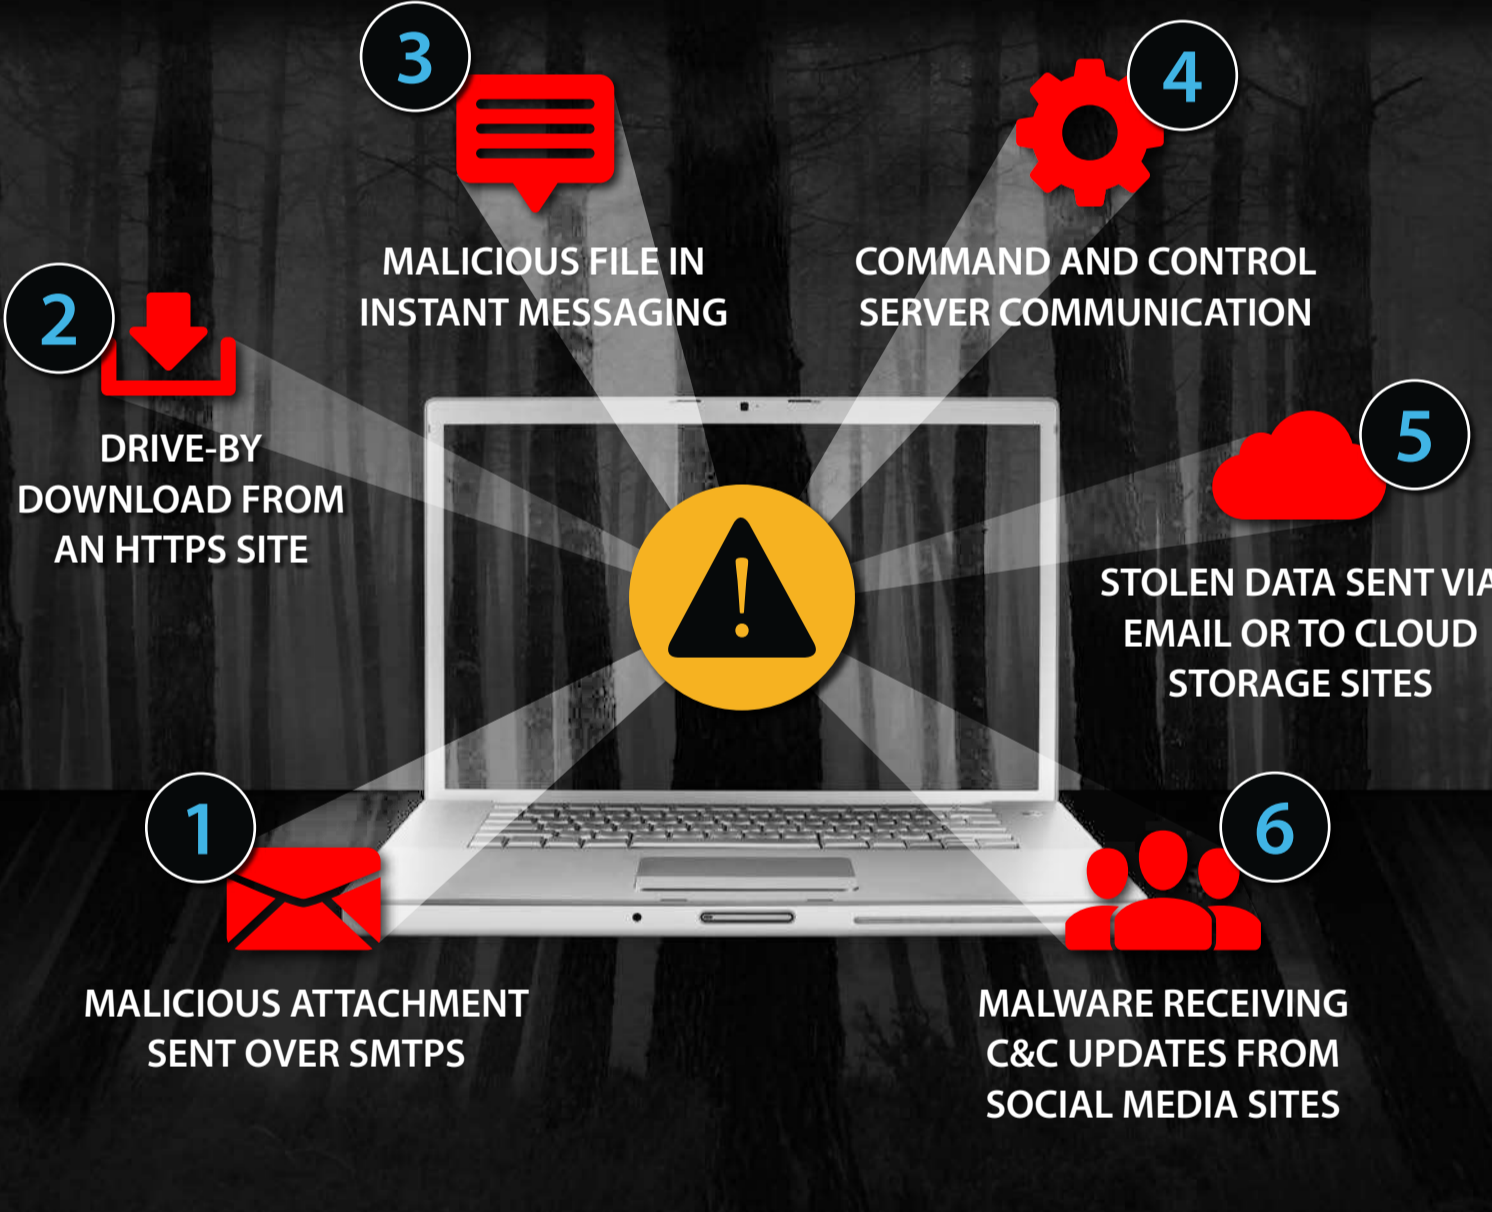 1
MALICIOUS ATTACHMENT
SENT OVER SMTPS
2
DRIVE-BY
DOWNLOAD FROM
AN HTTPS SITE
3
MALICIOUS FILE IN
INSTANT MESSAGING
4
COMMAND AND CONTROL
SERVER COMMUNICATION
5
STOLEN DATA SENT VIA
EMAIL OR TO CLOUD
STORAGE SITES
6
MALWARE RECEIVING
C&C UPDATES FROM
SOCIAL MEDIA SITES